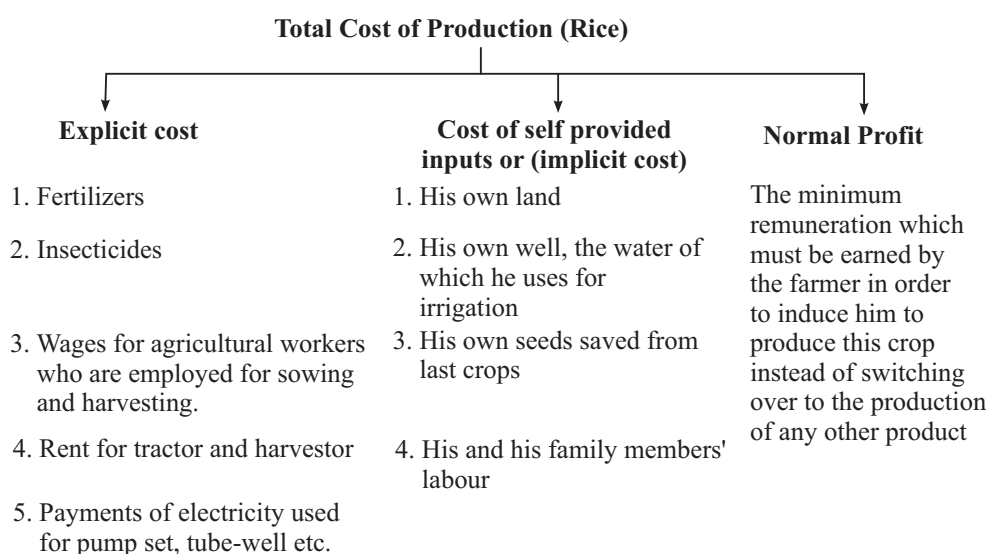 Total Cost of Production (Rice)
Explicit cost
1. Fertilizers
2. Insecticides
3. Wages for agricultural workers
who are employed for sowing
and harvesting.
4. Rent for tractor and harvestor
5. Payments of electricity used
for pump set, tube-well etc.
Cost of self provided
inputs or (implicit cost)
1. His own land
2. His own well, the water of
which he uses for
irrigation
3. His own seeds saved from
last crops
4. His and his family members'
labour
Normal Profit
The minimum
remuneration which
must be earned by
the farmer in order
to induce him to
produce this crop
instead of switching
over to the production
of any other product